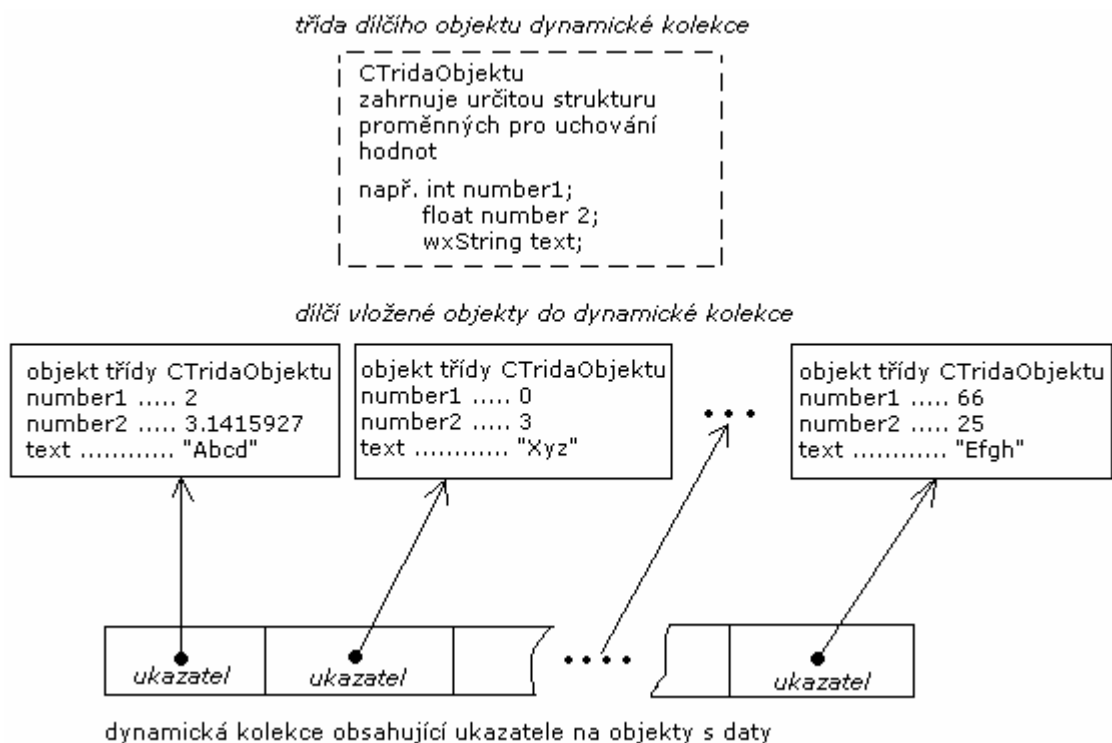 třída dílčího objektu dynamické kolekce
CTridaObjektu
zahrnuje určitou strukturu
proměnných pro uchování
hodnot
např. int number1;
float number 2;
wxString text;
dílčí vložené objekty do dynamické kolekce
objekt třídy CTridaObjektu
number1 ..... 2
number2 ..... 3.1415927
text ............ "Abcd"
objekt třídy CTridaObjektu
number1 ..... 0
number2 ..... 3
text ............ "Xyz"
objekt třídy CTridaObjektu
number1 ..... 66
number2 ..... 25
text ............ "Efgh"
ukazatel
ukazatel
ukazatel
dynamická kolekce obsahující ukazatele na objekty s daty